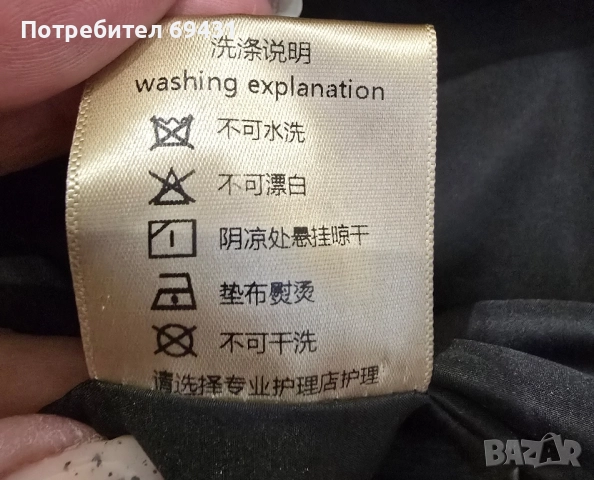 Потребител 69431
洗涤说明
washing explanation
不可水洗
不可漂白
阴凉处悬挂晾干
垫布熨烫
不可干洗
请选择专业护理店护理
BAZAR